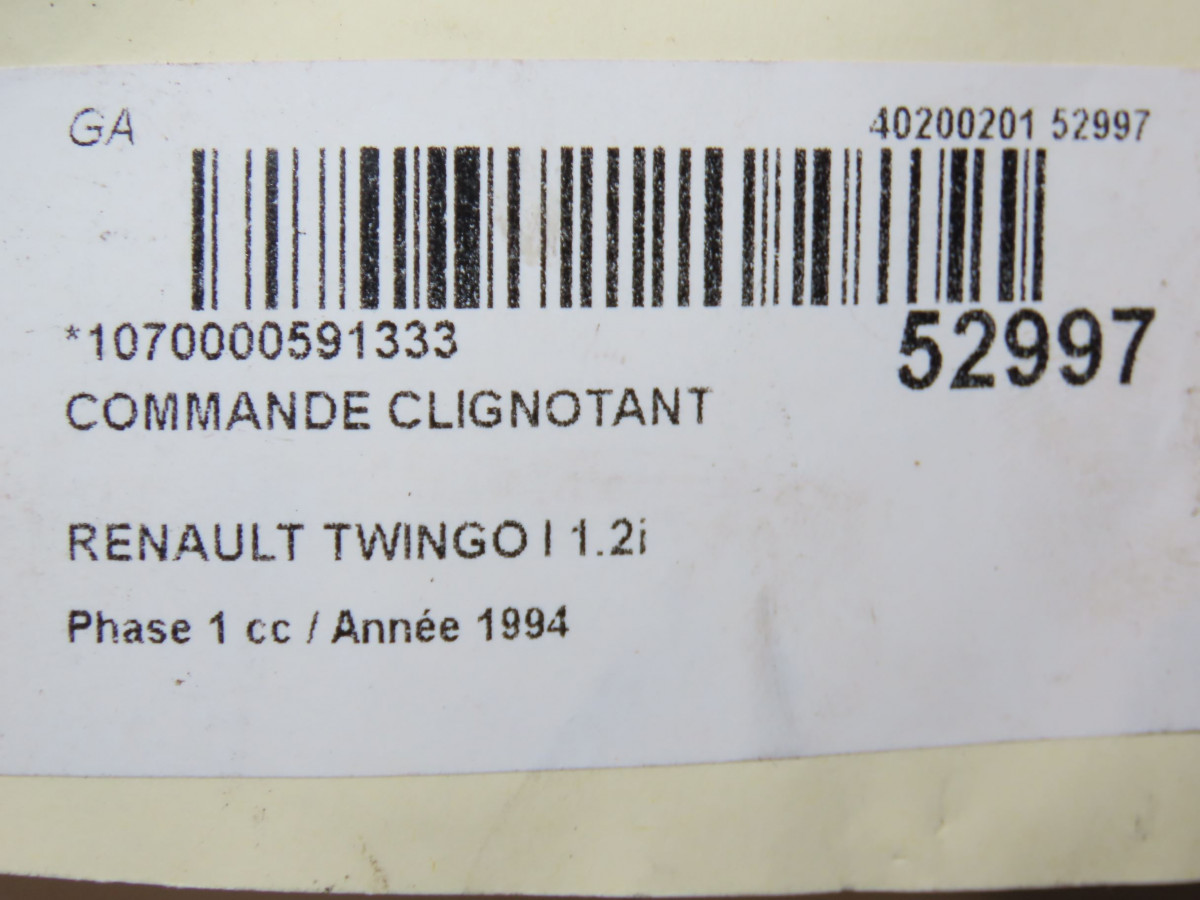 GA 40200201 52997
*1070000591333 52997
COMMANDE CLIGNOTANT
RENAULT TWINGO I 1.2i
Phase 1 cc / Année 1994